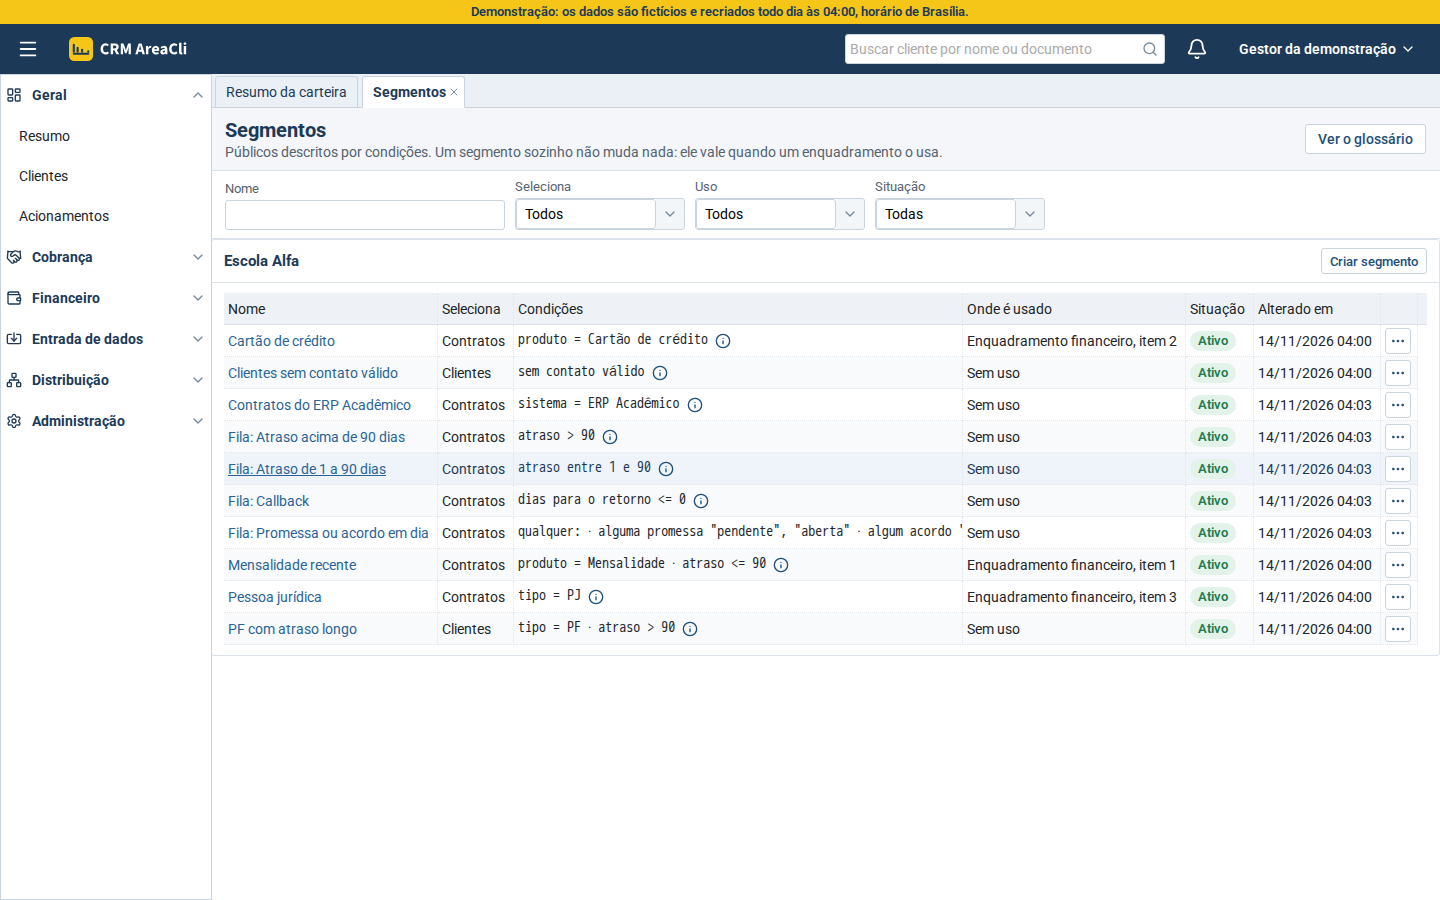 Demonstração: os dados são fictícios e recriados todo dia às 04:00, horário de Brasília.
CRM AreaCli
Buscar cliente por nome ou documento
Gestor da demonstração
Geral
Resumo
Clientes
Acionamentos
Cobrança
Financeiro
Entrada de dados
Distribuição
Administração
Resumo da carteira
Segmentos
Segmentos
Públicos descritos por condições. Um segmento sozinho não muda nada: ele vale quando um enquadramento o usa.
Ver o glossário
Nome Seleciona Uso Situação
Todos Todos Todas
Escola Alfa
Criar segmento
Nome Seleciona Condições Onde é usado Situação Alterado em
Cartão de crédito Contratos produto = Cartão de crédito Enquadramento financeiro, item 2 Ativo 14/11/2026 04:00
Clientes sem contato válido Clientes sem contato válido Sem uso Ativo 14/11/2026 04:00
Contratos do ERP Acadêmico Contratos sistema = ERP Acadêmico Sem uso Ativo 14/11/2026 04:03
Fila: Atraso acima de 90 dias Contratos atraso > 90 Sem uso Ativo 14/11/2026 04:03
Fila: Atraso de 1 a 90 dias Contratos atraso entre 1 e 90 Sem uso Ativo 14/11/2026 04:03
Fila: Callback Contratos dias para o retorno <= 0 Sem uso Ativo 14/11/2026 04:03
Fila: Promessa ou acordo em dia Contratos qualquer: · alguma promessa "pendente", "aberta" · algum acordo " Sem uso Ativo 14/11/2026 04:03
Mensalidade recente Contratos produto = Mensalidade · atraso <= 90 Enquadramento financeiro, item 1 Ativo 14/11/2026 04:00
Pessoa jurídica Contratos tipo = PJ Enquadramento financeiro, item 3 Ativo 14/11/2026 04:00
PF com atraso longo Clientes tipo = PF · atraso > 90 Sem uso Ativo 14/11/2026 04:00